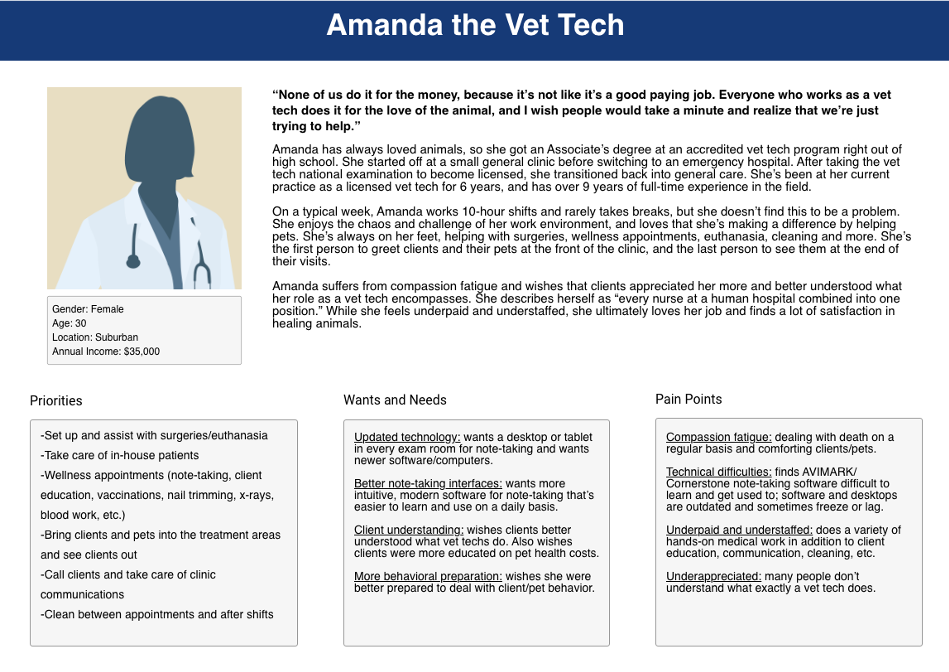 Amanda the Vet Tech
“None of us do it for the money, because it’s not like it’s a good paying job. Everyone who works as a vet
tech does it for the love of the animal, and I wish people would take a minute and realize that we’re just
trying to help.”
Amanda has always loved animals, so she got an Associate’s degree at an accredited vet tech program right out of
high school. She started off at a small general clinic before switching to an emergency hospital. After taking the vet
tech national examination to become licensed, she transitioned back into general care. She’s been at her current
practice as a licensed vet tech for 6 years, and has over 9 years of full-time experience in the field.
On a typical week, Amanda works 10-hour shifts and rarely takes breaks, but she doesn’t find this to be a problem.
She enjoys the chaos and challenge of her work environment, and loves that she’s making a difference by helping
pets. She’s always on her feet, helping with surgeries, wellness appointments, euthanasia, cleaning and more. She’s
the first person to greet clients and their pets at the front of the clinic, and the last person to see them at the end of
their visits.
Amanda suffers from compassion fatigue and wishes that clients appreciated her more and better understood what
her role as a vet tech encompasses. She describes herself as “every nurse at a human hospital combined into one
position.” While she feels underpaid and understaffed, she ultimately loves her job and finds a lot of satisfaction in
healing animals.
Gender: Female
Age: 30
Location: Suburban
Annual Income: $35,000
Priorities
-Set up and assist with surgeries/euthanasia
-Take care of in-house patients
-Wellness appointments (note-taking, client
education, vaccinations, nail trimming, x-rays,
blood work, etc.)
-Bring clients and pets into the treatment areas
and see clients out
-Call clients and take care of clinic
communications
-Clean between appointments and after shifts
Wants and Needs
Updated technology: wants a desktop or tablet
in every exam room for note-taking and wants
newer software/computers.
Better note-taking interfaces: wants more
intuitive, modern software for note-taking that’s
easier to learn and use on a daily basis.
Client understanding: wishes clients better
understood what vet techs do. Also wishes
clients were more educated on pet health costs.
More behavioral preparation: wishes she were
better prepared to deal with client/pet behavior.
Pain Points
Compassion fatigue: dealing with death on a
regular basis and comforting clients/pets.
Technical difficulties: finds AVIMARK/
Cornerstone note-taking software difficult to
learn and get used to; software and desktops
are outdated and sometimes freeze or lag.
Underpaid and understaffed: does a variety of
hands-on medical work in addition to client
education, communication, cleaning, etc.
Underappreciated: many people don’t
understand what exactly a vet tech does.